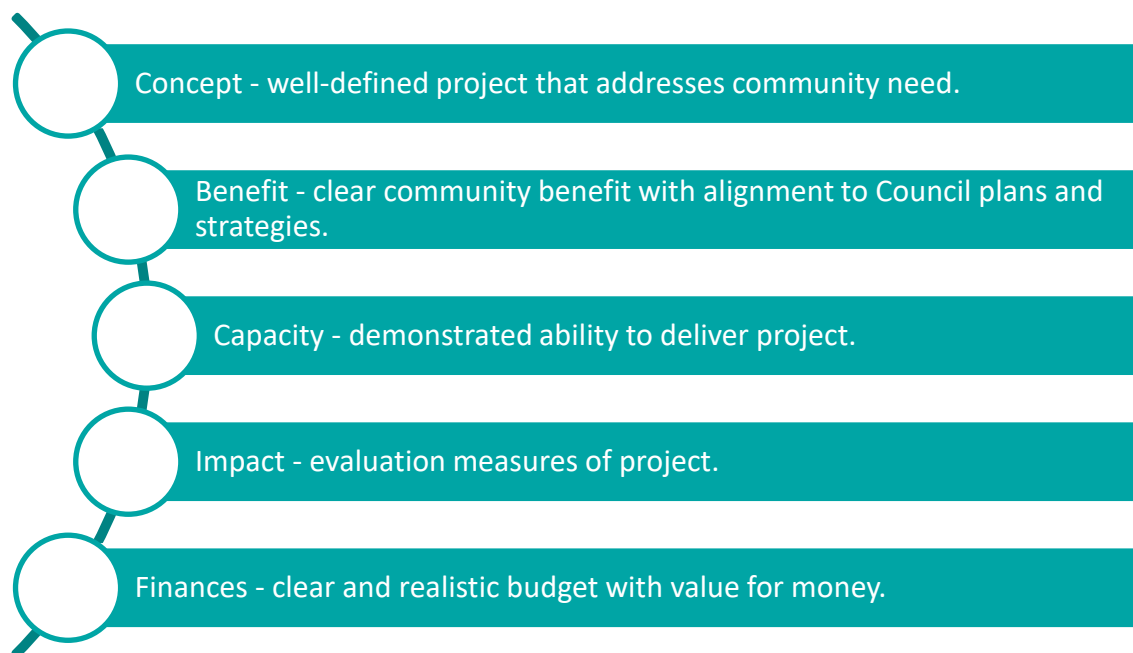 Concept - well-defined project that addresses community need.
Benefit - clear community benefit with alignment to Council plans and
strategies.
Capacity - demonstrated ability to deliver project.
Impact - evaluation measures of project.
Finances - clear and realistic budget with value for money.